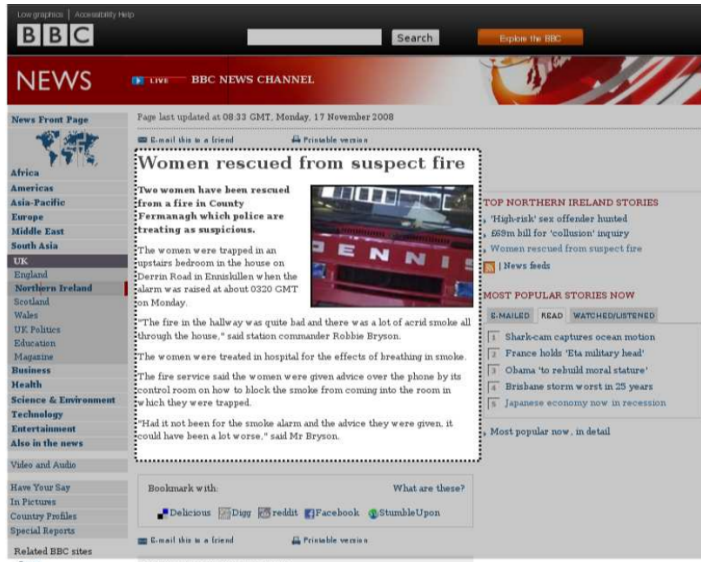 Low graphics | Accessibility Help
BBC
Search
Explore the BBC
NEWS
LIVE BBC NEWS CHANNEL
News Front Page
Africa
Americas
Asia-Pacific
Europe
Middle East
South Asia
UK
England
Northern Ireland
Scotland
Wales
UK Politics
Education
Magazine
Business
Health
Science & Environment
Technology
Entertainment
Also in the news
Video and Audio
Have Your Say
In Pictures
Country Profiles
Special Reports
Related BBC sites
Page last updated at 08:33 GMT, Monday, 17 November 2008
E-mail this to a friend
Printable version
Women rescued from suspect fire
Two women have been rescued
from a fire in County
Fermanagh which police are
treating as suspicious.
DENNIS
The women were trapped in an
upstairs bedroom in the house on
Derrin Road in Enniskillen when the
alarm was raised at about 0320 GMT
on Monday.
"The fire in the hallway was quite bad and there was a lot of acrid smoke all
through the house," said station commander Robbie Bryson.
The women were treated in hospital for the effects of breathing in smoke.
The fire service said the women were given advice over the phone by its
control room on how to block the smoke from coming into the room in
which they were trapped.
"Had it not been for the smoke alarm and the advice they were given, it
could have been a lot worse," said Mr Bryson.
Bookmark with:
What are these?
Delicious Digg reddit Facebook StumbleUpon
E-mail this to a friend
Printable version
TOP NORTHERN IRELAND STORIES
'High-risk' sex offender hunted
£69m bill for 'collusion' inquiry
Women rescued from suspect fire
| News feeds
MOST POPULAR STORIES NOW
E-MAILED READ WATCHED/LISTENED
1 Shark-cam captures ocean motion
2 France holds 'Eta military head'
3 Obama 'to rebuild moral stature'
4 Brisbane storm worst in 25 years
5 Japanese economy now in recession
Most popular now, in detail